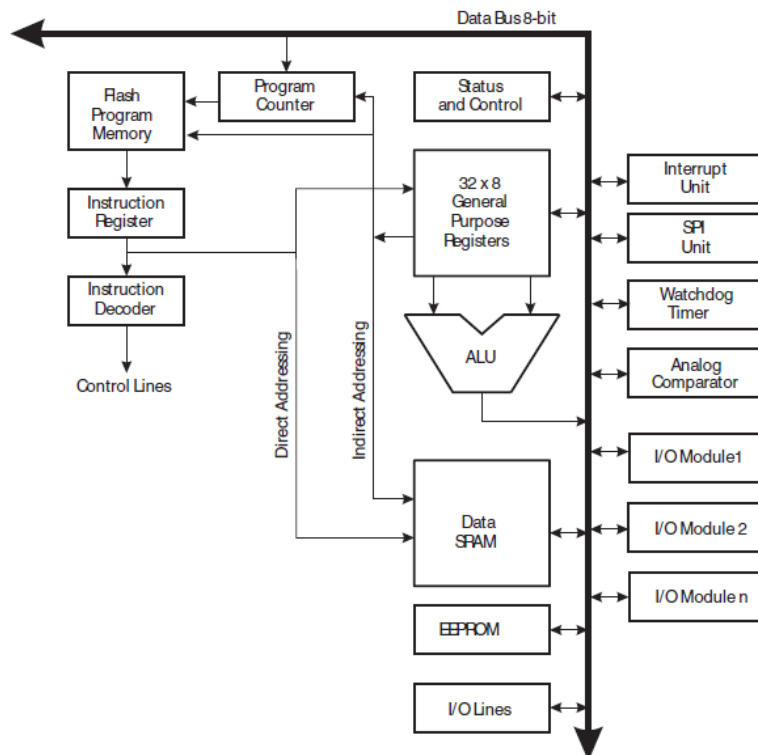 Data Bus 8-bit
Flash
Program
Memory
Program
Counter
Status
and Control
32 x 8
General
Purpose
Registers
Instruction
Register
Instruction
Decoder
Control Lines
Direct Addressing
Indirect Addressing
ALU
Data
SRAM
EEPROM
I/O Lines
Interrupt
Unit
SPI
Unit
Watchdog
Timer
Analog
Comparator
I/O Module1
I/O Module 2
I/O Module n